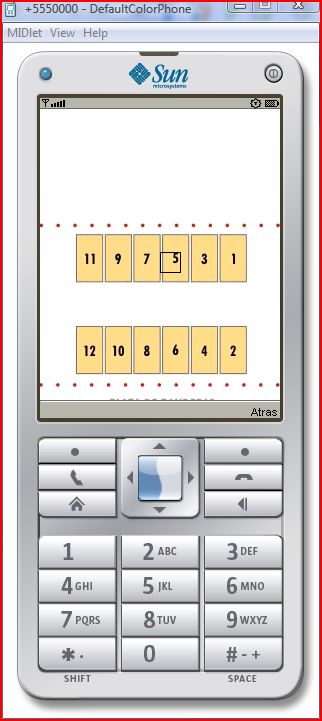 +5550000 - DefaultColorPhone
MIDlet View Help
Sun
microsystems
11 9 7 5 3 1
12 10 8 6 4 2
Atras
1 2 ABC 3 DEF
4 GHI 5 JKL 6 MNO
7 PQRS 8 TUV 9 WXYZ
* . 0 # - +
SHIFT SPACE